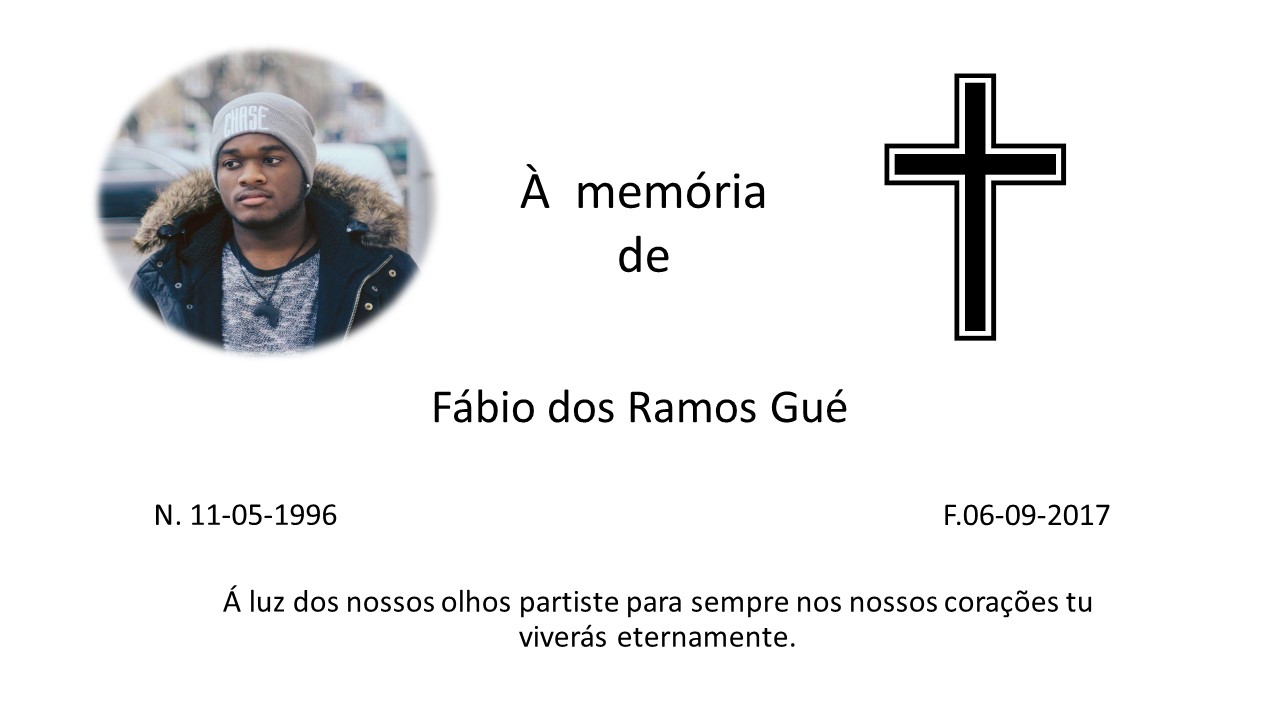 CHASE
À  memória
de
Fábio dos Ramos Gué
N. 11-05-1996
F.06-09-2017
Á luz dos nossos olhos partiste para sempre nos nossos corações tu
viverás eternamente.